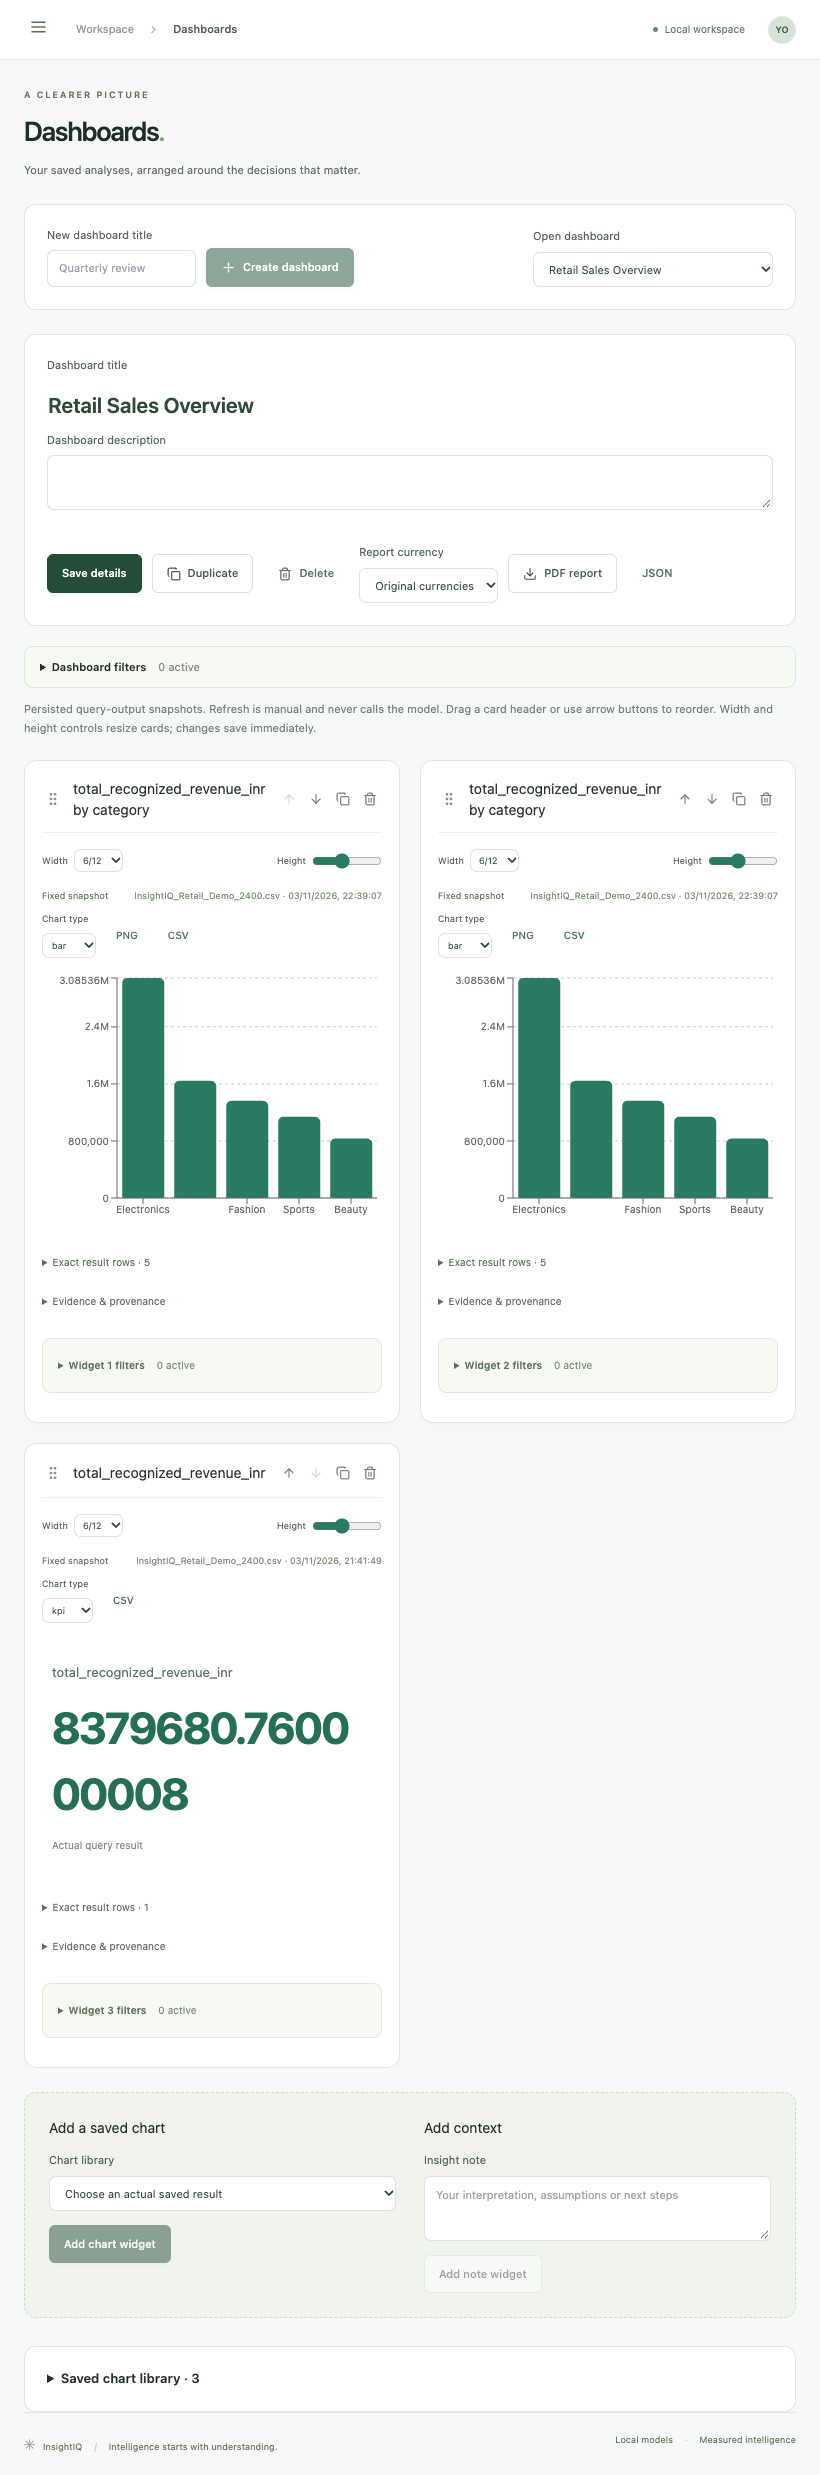 Workspace > Dashboards
Local workspace
YO
A CLEARER PICTURE
Dashboards.
Your saved analyses, arranged around the decisions that matter.
New dashboard title
Quarterly review
+ Create dashboard
Open dashboard
Retail Sales Overview
Dashboard title
Retail Sales Overview
Dashboard description
Save details
Duplicate
Delete
Report currency
Original currencies
PDF report
JSON
Dashboard filters 0 active
Persisted query-output snapshots. Refresh is manual and never calls the model. Drag a card header or use arrow buttons to reorder. Width and
height controls resize cards; changes save immediately.
total_recognized_revenue_inr
by category
Width 6/12
Height
Fixed snapshot
InsightIQ_Retail_Demo_2400.csv · 03/11/2026, 22:39:07
Chart type
bar
PNG
CSV
3.08536M
2.4M
1.6M
800,000
0
Electronics
Fashion
Sports
Beauty
Exact result rows · 5
Evidence & provenance
Widget 1 filters 0 active
total_recognized_revenue_inr
by category
Width 6/12
Height
Fixed snapshot
InsightIQ_Retail_Demo_2400.csv · 03/11/2026, 22:39:07
Chart type
bar
PNG
CSV
3.08536M
2.4M
1.6M
800,000
0
Electronics
Fashion
Sports
Beauty
Exact result rows · 5
Evidence & provenance
Widget 2 filters 0 active
total_recognized_revenue_inr
Width 6/12
Height
Fixed snapshot
InsightIQ_Retail_Demo_2400.csv · 03/11/2026, 21:41:49
Chart type
kpi
CSV
total_recognized_revenue_inr
8379680.7600
00008
Actual query result
Exact result rows · 1
Evidence & provenance
Widget 3 filters 0 active
Add a saved chart
Chart library
Choose an actual saved result
Add chart widget
Add context
Insight note
Your interpretation, assumptions or next steps
Add note widget
Saved chart library · 3
InsightIQ / Intelligence starts with understanding.
Local models · Measured intelligence